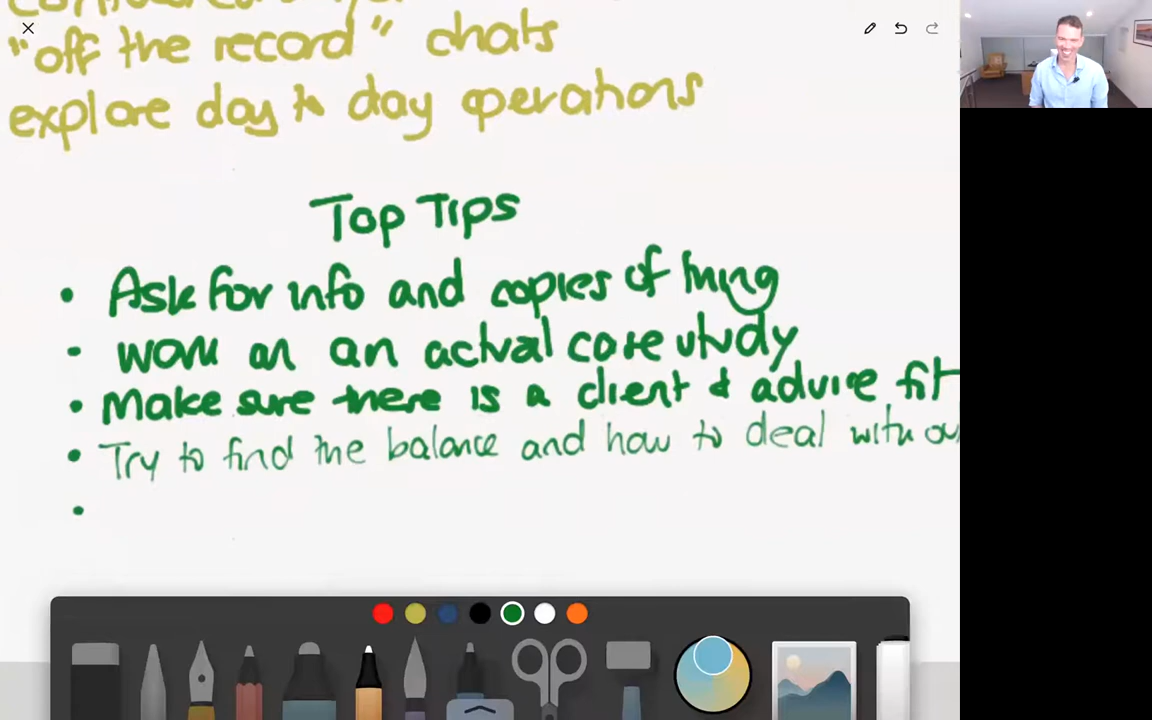 "off the record" chats
explore day to day operations
Top Tips
• Ask for info and copies of thing
• work on an actual case study
• Make sure there is a client & advice fit
• Try to find the balance and how to deal with
•